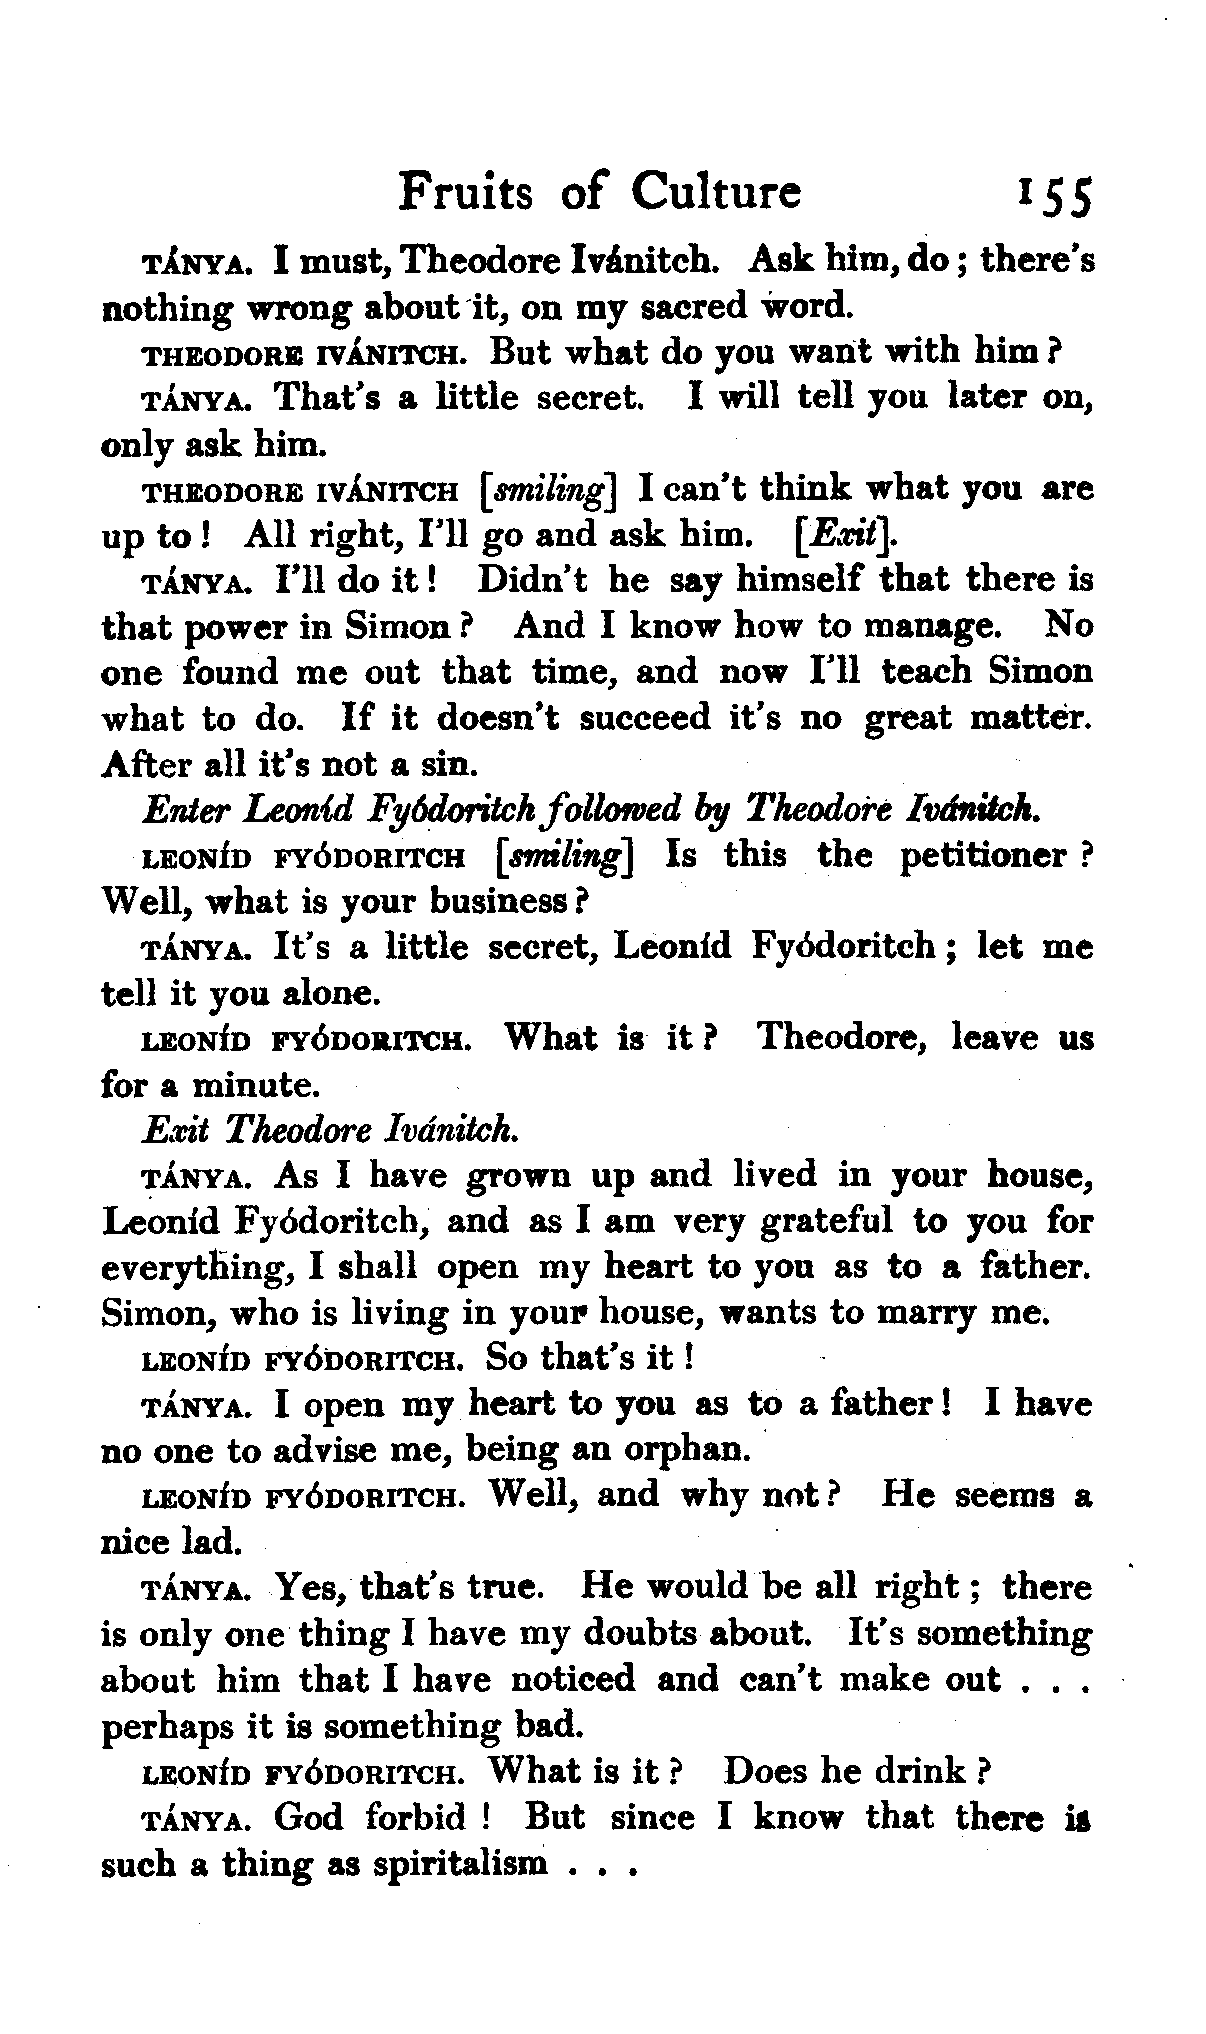 Fruits of Culture 155
TÁNYA. I must, Theodore Ivánitch. Ask him, do ; there's
nothing wrong about it, on my sacred word.
THEODORE IVÁNITCH. But what do you want with him ?
TÁNYA. That's a little secret. I will tell you later on,
only ask him.
THEODORE IVÁNITCH [smiling] I can't think what you are
up to ! All right, I'll go and ask him. [Exit].
TÁNYA. I'll do it ! Didn't he say himself that there is
that power in Simon ? And I know how to manage. No
one found me out that time, and now I'll teach Simon
what to do. If it doesn't succeed it's no great matter.
After all it's not a sin.
Enter Leoníd Fyódoritch followed by Theodore Ivánitch.
LEONÍD FYÓDORITCH [smiling] Is this the petitioner ?
Well, what is your business ?
TÁNYA. It's a little secret, Leoníd Fyódoritch ; let me
tell it you alone.
LEONÍD FYÓDORITCH. What is it ? Theodore, leave us
for a minute.
Exit Theodore Ivánitch.
TÁNYA. As I have grown up and lived in your house,
Leoníd Fyódoritch, and as I am very grateful to you for
everything, I shall open my heart to you as to a father.
Simon, who is living in your house, wants to marry me.
LEONÍD FYÓDORITCH. So that's it !
TÁNYA. I open my heart to you as to a father ! I have
no one to advise me, being an orphan.
LEONÍD FYÓDORITCH. Well, and why not ? He seems a
nice lad.
TÁNYA. Yes, that's true. He would be all right ; there
is only one thing I have my doubts about. It's something
about him that I have noticed and can't make out . . .
perhaps it is something bad.
LEONÍD FYÓDORITCH. What is it ? Does he drink ?
TÁNYA. God forbid ! But since I know that there is
such a thing as spiritalism . . .